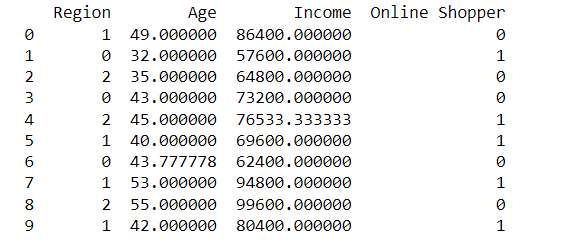 Region Age Income Online Shopper
0 1 49.000000 86400.000000 0
1 0 32.000000 57600.000000 1
2 2 35.000000 64800.000000 0
3 0 43.000000 73200.000000 0
4 2 45.000000 76533.333333 1
5 1 40.000000 69600.000000 1
6 0 43.777778 62400.000000 0
7 1 53.000000 94800.000000 1
8 2 55.000000 99600.000000 0
9 1 42.000000 80400.000000 1